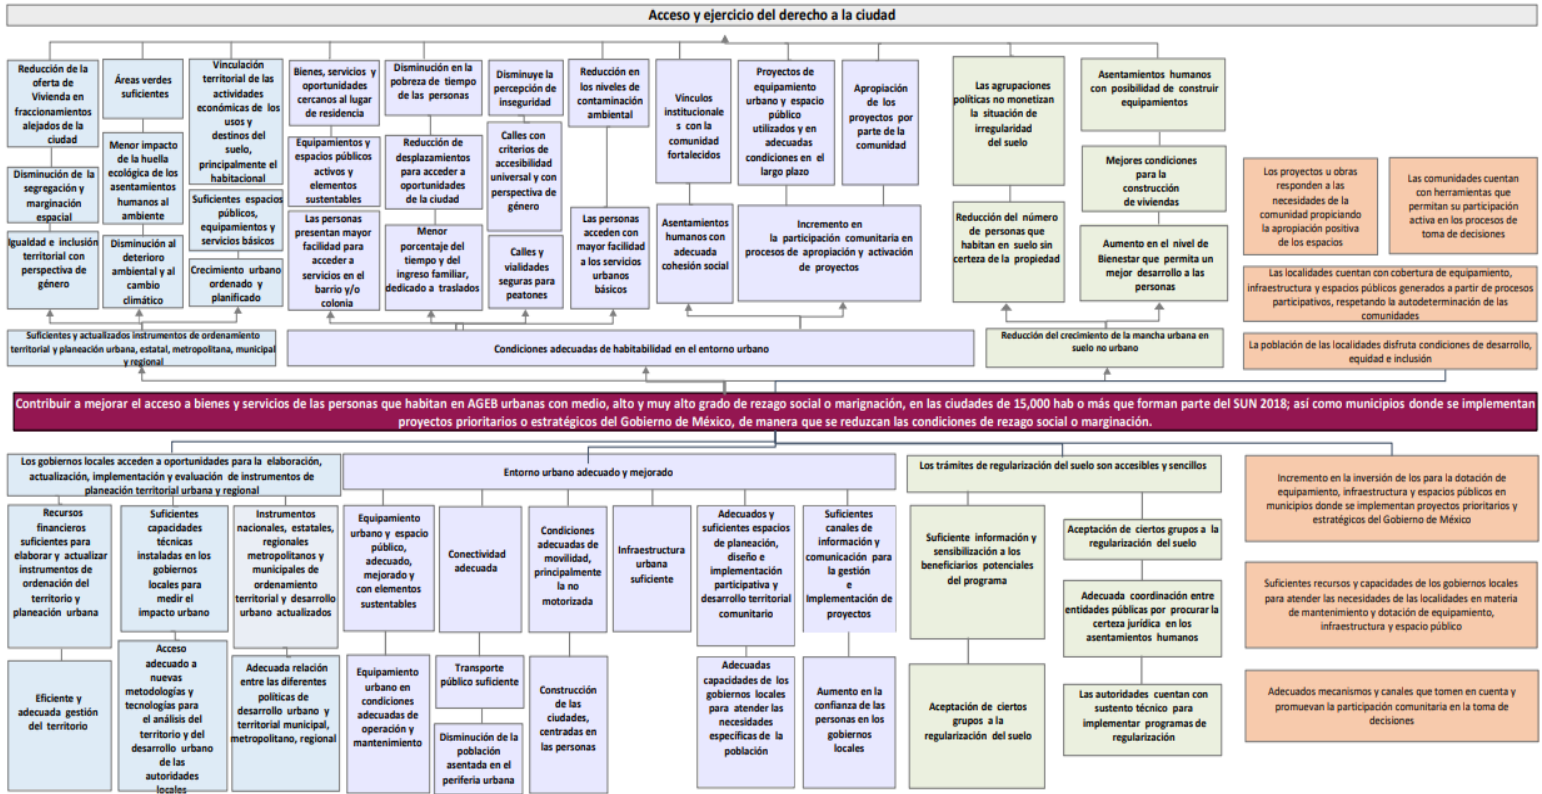 Acceso y ejercicio del derecho a la ciudad
Reducción de la
oferta de
Vivienda en
fraccionamientos
alejados de la
ciudad
Disminución de la
segregación y
marginación
espacial
Igualdad e inclusión
territorial con
perspectiva de
género
Áreas verdes
suficientes
Menor impacto
de la huella
ecológica de los
asentamientos
humanos al
ambiente
Disminución al
deterioro
ambiental y al
cambio
climático
Vinculación
territorial de las
actividades
económicas de los
usos y
destinos del
suelo,
principalmente el
habitacional
Suficientes espacios
públicos,
equipamientos y
servicios básicos
Crecimiento urbano
ordenado y
planificado
Bienes, servicios y
oportunidades
cercanos al lugar
de residencia
Equipamientos y
espacios públicos
activos y
elementos
sustentables
Las personas
presentan mayor
facilidad para
acceder a
servicios en el
barrio y/o
colonia
Disminución en la
pobreza de tiempo
de las personas
Reducción de
desplazamientos
para acceder a
oportunidades
de la ciudad
Menor
porcentaje del
tiempo y del
ingreso familiar,
dedicado a traslados
Disminuye la
percepción de
inseguridad
Calles con
criterios de
accesibilidad
universal y con
perspectiva de
género
Calles y
vialidades
seguras para
peatones
Reducción en
los niveles de
contaminación
ambiental
Las personas
acceden con
mayor facilidad
a los servicios
urbanos
básicos
Vínculos
institucionale
s con la
comunidad
fortalecidos
Asentamientos
humanos con
adecuada
cohesión social
Proyectos de
equipamiento
urbano y espacio
público
utilizados y en
adecuadas
condiciones en el
largo plazo
Apropiación
de los
proyectos por
parte de la
comunidad
Incremento en
la participación comunitaria en
procesos de apropiación y activación
de proyectos
Las agrupaciones
políticas no monetizan
la situación de
irregularidad
del suelo
Reducción del número
de personas que
habitan en suelo sin
certeza de la propiedad
Asentamientos humanos
con posibilidad de construir
equipamientos
Mejores condiciones
para la
construcción
de viviendas
Aumento en el nivel de
Bienestar que permita un
mejor desarrollo a las
personas
Los proyectos u obras
responden a las
necesidades de la
comunidad propiciando
la apropiación positiva
de los espacios
Las comunidades cuentan
con herramientas que
permitan su participación
activa en los procesos de
toma de decisiones
Las localidades cuentan con cobertura de equipamiento,
infraestructura y espacios públicos generados a partir de procesos
participativos, respetando la autodeterminación de las
comunidades
La población de las localidades disfruta condiciones de desarrollo,
equidad e inclusión
Suficientes y actualizados instrumentos de ordenamiento
territorial y planeación urbana, estatal, metropolitana, municipal
y regional
Condiciones adecuadas de habitabilidad en el entorno urbano
Reducción del crecimiento de la mancha urbana en
suelo no urbano
Contribuir a mejorar el acceso a bienes y servicios de las personas que habitan en AGEB urbanas con medio, alto y muy alto grado de rezago social o marignación, en las ciudades de 15,000 hab o más que forman parte del SUN 2018; así como municipios donde se implementan
proyectos prioritarios o estratégicos del Gobierno de México, de manera que se reduzcan las condiciones de rezago social o marginación.
Los gobiernos locales acceden a oportunidades para la elaboración,
actualización, implementación y evaluación de instrumentos de
planeación territorial urbana y regional
Entorno urbano adecuado y mejorado
Los trámites de regularización del suelo son accesibles y sencillos
Recursos
financieros
suficientes para
elaborar y actualizar
instrumentos de
ordenación del
territorio y
planeación urbana
Eficiente y
adecuada gestión
del territorio
Suficientes
capacidades
técnicas
instaladas en los
gobiernos
locales para
medir el
impacto urbano
Acceso
adecuado a
nuevas
metodologías y
tecnologías para
el análisis del
territorio y del
desarrollo urbano
de las
autoridades
locales
Instrumentos
nacionales, estatales,
regionales
metropolitanos y
municipales de
ordenamiento
territorial y desarrollo
urbano actualizados
Adecuada relación
entre las diferentes
políticas de
desarrollo urbano y
territorial municipal,
metropolitano, regional
Equipamiento
urbano y espacio
público,
adecuado,
mejorado y
con elementos
sustentables
Equipamiento
urbano en
condiciones
adecuadas de
operación y
mantenimiento
Conectividad
adecuada
Transporte
público suficiente
Disminución de la
población
asentada en el
periferia urbana
Condiciones
adecuadas de
movilidad,
principalmente
la no
motorizada
Construcción
de las
ciudades,
centradas en
las personas
Infraestructura
urbana
suficiente
Adecuados y
suficientes espacios
de planeación,
diseño e
implementación
participativa y
desarrollo territorial
comunitario
Adecuadas
capacidades de los
gobiernos locales
para atender las
necesidades
específicas de la
población
Suficientes
canales de
información y
comunicación para
la gestión
e
Implementación de
proyectos
Aumento en la
confianza de las
personas en los
gobiernos
locales
Suficiente información y
sensibilización a los
beneficiarios potenciales
del programa
Aceptación de ciertos
grupos a la
regularización del suelo
Aceptación de ciertos grupos a la
regularización del suelo
Adecuada coordinación entre
entidades públicas por procurar la
certeza jurídica en los
asentamientos humanos
Las autoridades cuentan con
sustento técnico para
implementar programas de
regularización
Incremento en la inversión de los para la dotación de
equipamiento, infraestructura y espacios públicos en
municipios donde se implementan proyectos prioritarios y
estratégicos del Gobierno de México
Suficientes recursos y capacidades de los gobiernos locales
para atender las necesidades de las localidades en materia
de mantenimiento y dotación de equipamiento,
infraestructura y espacio público
Adecuados mecanismos y canales que tomen en cuenta y
promuevan la participación comunitaria en la toma de
decisiones